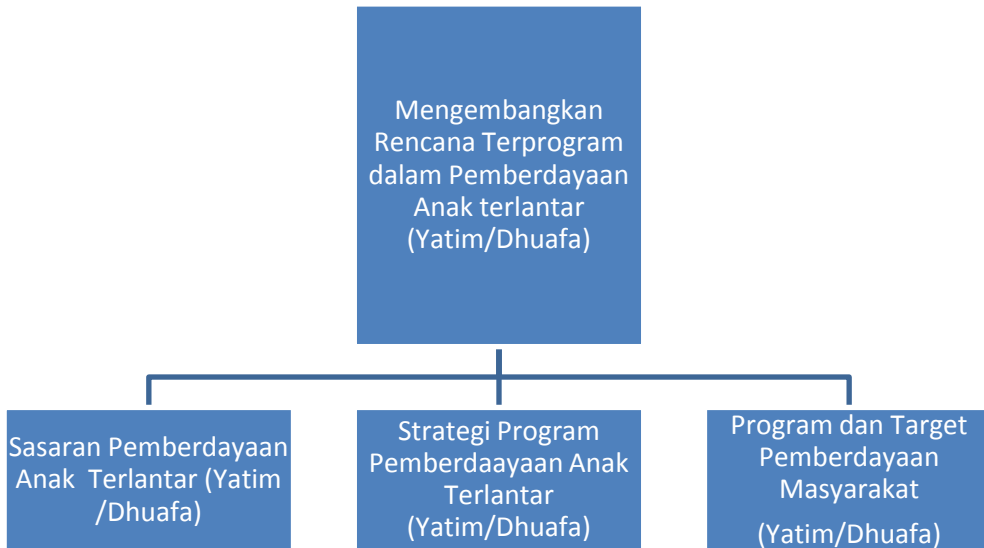 Mengembangkan
Rencana Terprogram
dalam Pemberdayaan
Anak terlantar
(Yatim/Dhuafa)
Sasaran Pemberdayaan
Anak Terlantar (Yatim
/Dhuafa)
Strategi Program
Pemberdaayaan Anak
Terlantar
(Yatim/Dhuafa)
Program dan Target
Pemberdayaan
Masyarakat
(Yatim/Dhuafa)